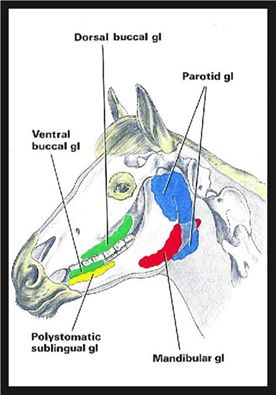 Dorsal buccal gl
Parotid gl
Ventral
buccal gl
Polystomatic
sublingual gl
Mandibular gl